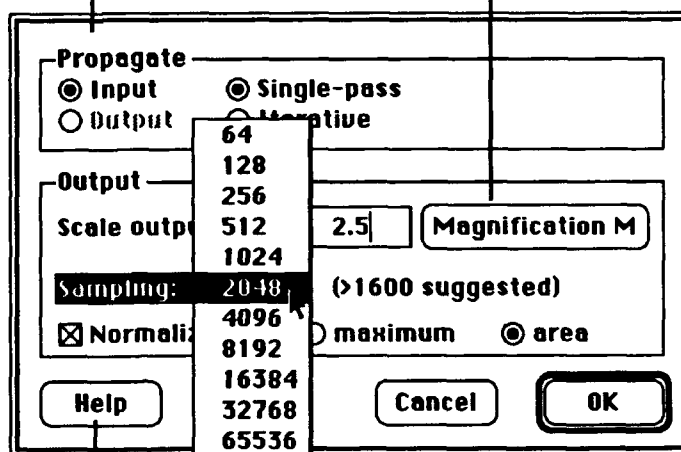 Propagate
Input Single-pass
Output Iterative
64
128
Output 256
Scale outp 512 2.5 Magnification M
1024
Sampling: 2048 (>1600 suggested)
4096
Normali maximum area
8192
16384
Help 32768 Cancel OK
65536